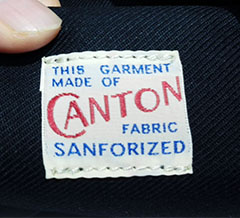 THIS GARMENT
MADE OF
CANTON
FABRIC
SANFORIZED